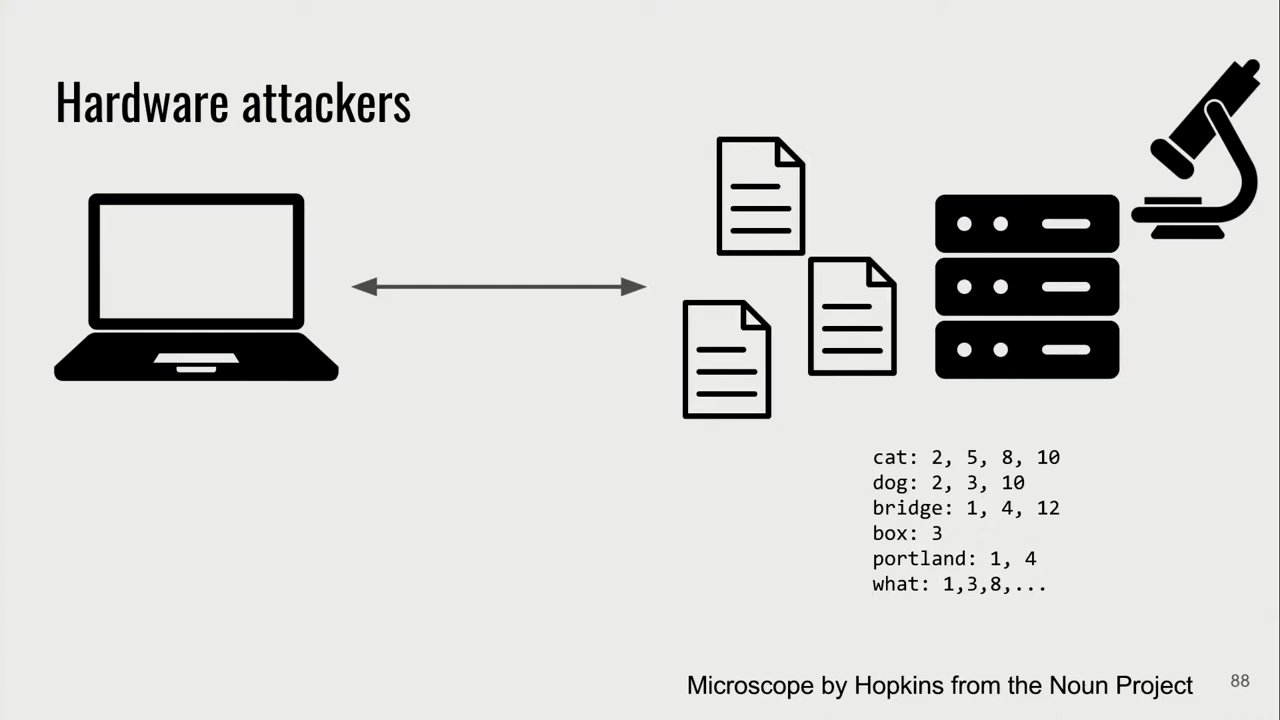 Hardware attackers
cat: 2, 5, 8, 10
dog: 2, 3, 10
bridge: 1, 4, 12
box: 3
portland: 1, 4
what: 1,3,8,...
Microscope by Hopkins from the Noun Project
88